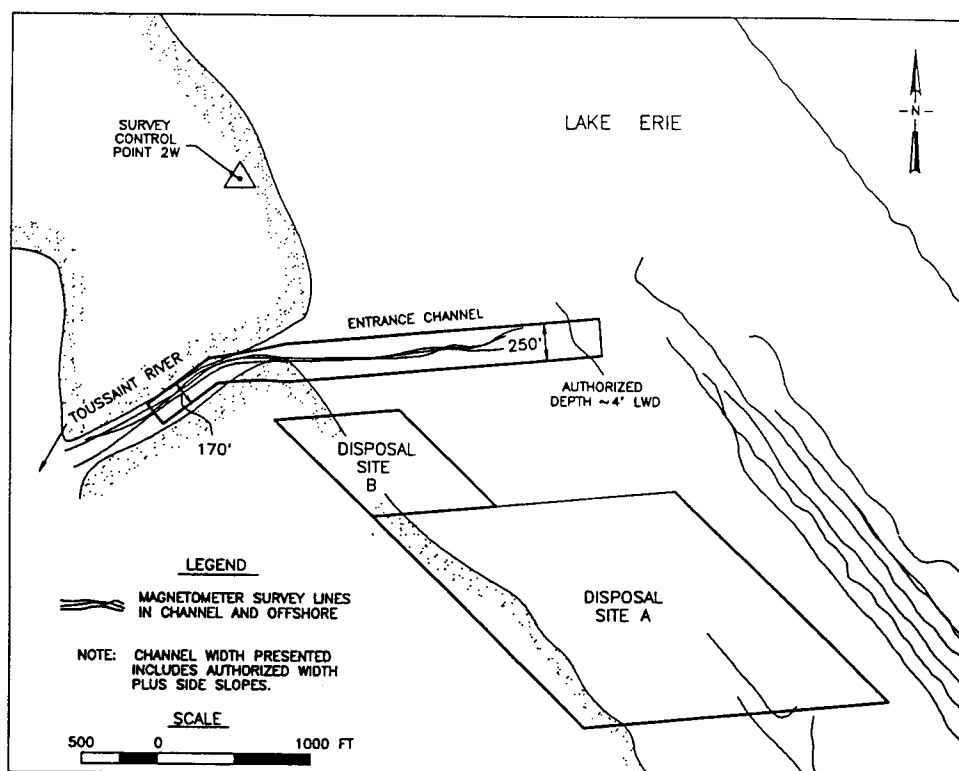 LAKE ERIE
-N-
SURVEY
CONTROL
POINT 2W
ENTRANCE CHANNEL
250'
AUTHORIZED
DEPTH ~4' LWD
TOUSSAINT RIVER
170'
DISPOSAL
SITE
B
DISPOSAL
SITE A
LEGEND
MAGNETOMETER SURVEY LINES
IN CHANNEL AND OFFSHORE
NOTE: CHANNEL WIDTH PRESENTED
INCLUDES AUTHORIZED WIDTH
PLUS SIDE SLOPES.
SCALE
500 0 1000 FT